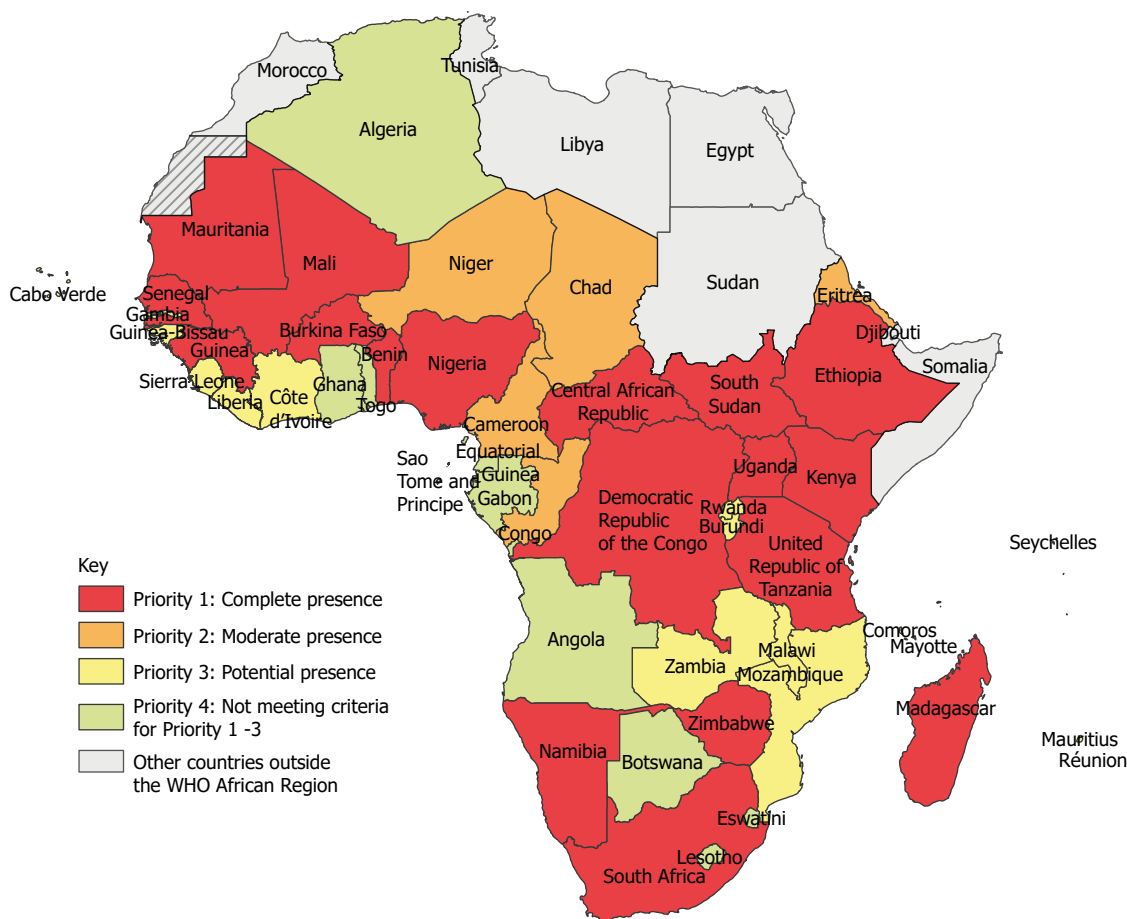 Morocco
Tunisia
Algeria
Libya
Egypt
Mauritania
Mali
Niger
Chad
Sudan
Eritrea
Cabo Verde
Senegal
Gambia
Guinea-Bissau
Guinea
Burkina Faso
Benin
Nigeria
Djibouti
Somalia
Ethiopia
Sierra Leone
Liberia
Côte
d'Ivoire
Ghana
Togo
Central African
Republic
South
Sudan
Cameroon
Equatorial
Guinea
Sao
Tome and
Principe
Gabon
Congo
Democratic
Republic
of the Congo
Uganda
Kenya
Rwanda
Burundi
United
Republic of
Tanzania
Seychelles
Angola
Zambia
Malawi
Mozambique
Comoros
Mayotte
Madagascar
Mauritius
Réunion
Namibia
Zimbabwe
Botswana
Eswatini
Lesotho
South Africa
Key
Priority 1: Complete presence
Priority 2: Moderate presence
Priority 3: Potential presence
Priority 4: Not meeting criteria
for Priority 1 -3
Other countries outside
the WHO African Region